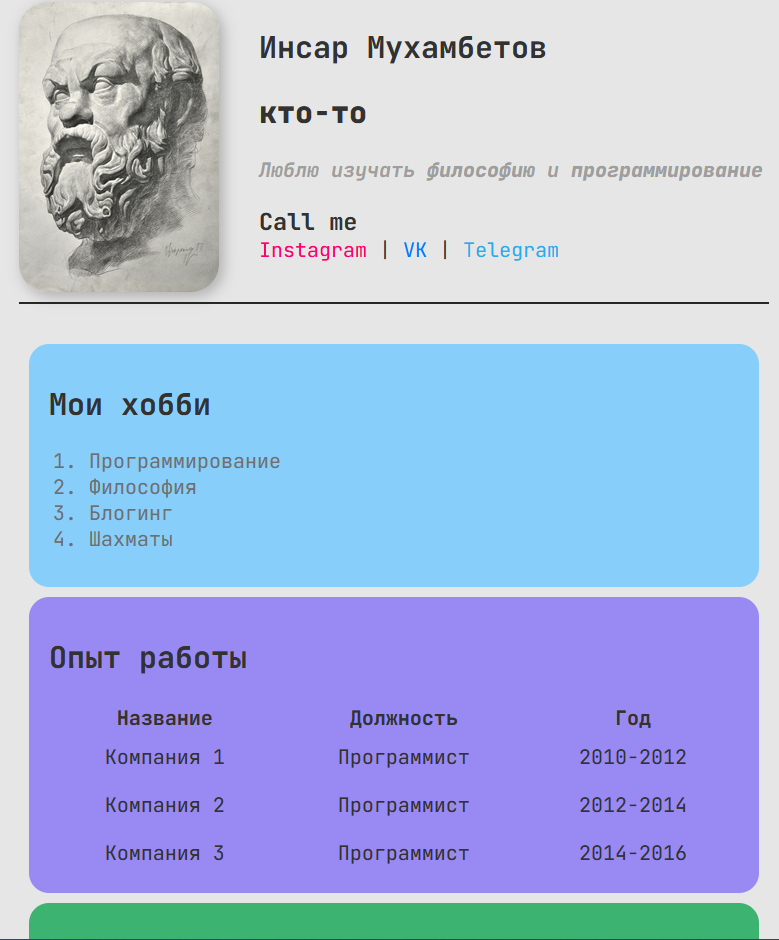 Инсар Мухамбетов
кто-то
Люблю изучать философию и программирование
Call me
Instagram | VK | Telegram
Мои хобби
1. Программирование
2. Философия
3. Блогинг
4. Шахматы
Опыт работы
Название Должность Год
Компания 1 Программист 2010-2012
Компания 2 Программист 2012-2014
Компания 3 Программист 2014-2016